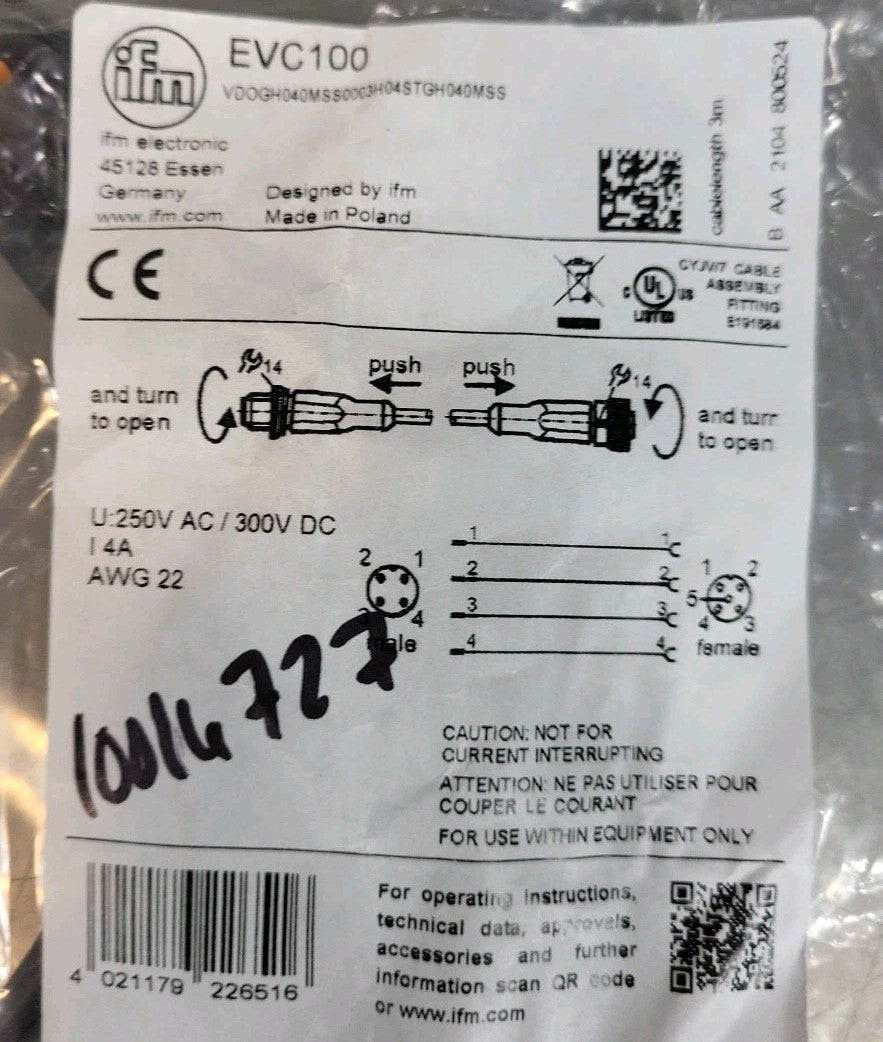 ifm
EVC100
VDOGH040MSS0003H04STGH040MSS
ifm electronic
45128 Essen
Germany
www.ifm.com
Designed by ifm
Made in Poland
cablelength 3m
B AA 2104 800524
CE
C UL US
LISTED
CYJV/7 CABLE
ASSEMBLY
FITTING
E191684
14
push
push
14
and turn
to open
and turn
to open
U:250V AC / 300V DC
I 4A
AWG 22
2 1
3 4
male
1 1
2 2
3 3
4 4
1 2
5
4 3
female
10014727
CAUTION: NOT FOR
CURRENT INTERRUPTING
ATTENTION: NE PAS UTILISER POUR
COUPER LE COURANT
FOR USE WITHIN EQUIPMENT ONLY
For operating instructions,
technical data, approvals,
accessories and further
information scan QR code
or www.ifm.com
4 021179 226516